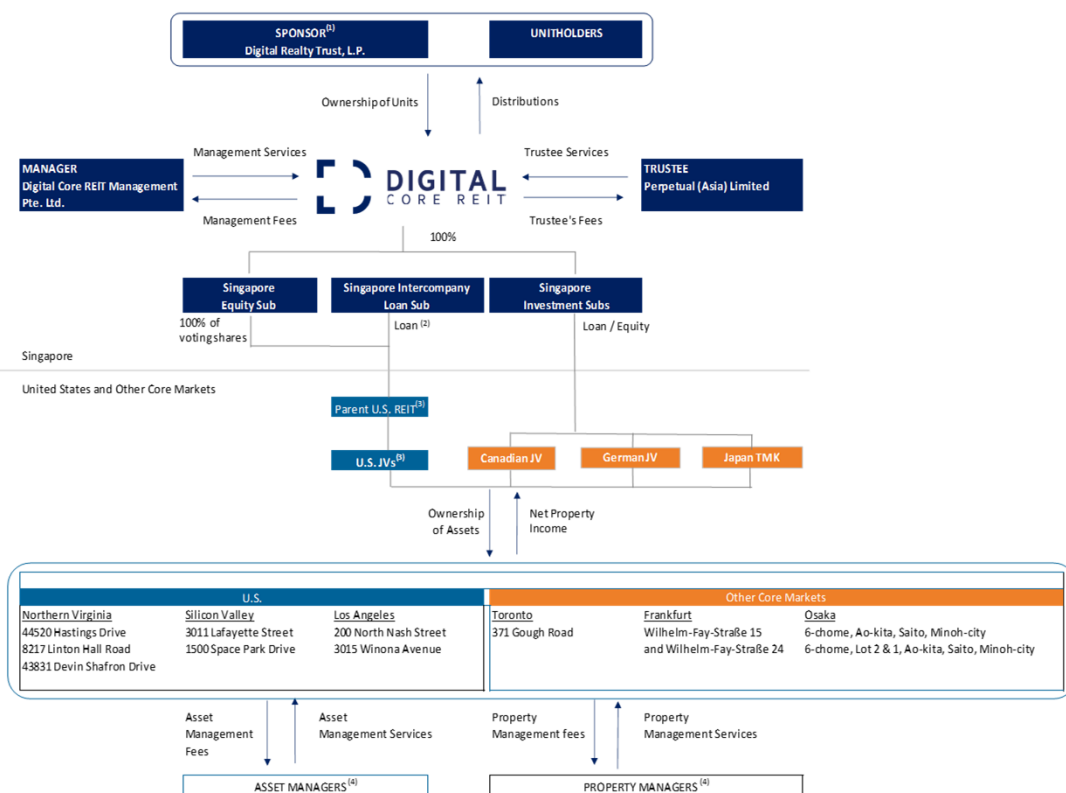 SPONSOR(1)
Digital Realty Trust, L.P.
UNITHOLDERS
Ownership of Units
Distributions
MANAGER
Digital Core REIT Management
Pte. Ltd.
Management Services
Management Fees
DIGITAL
CORE REIT
Trustee Services
Trustee's Fees
TRUSTEE
Perpetual (Asia) Limited
100%
Singapore
Equity Sub
Singapore Intercompany
Loan Sub
Singapore
Investment Subs
100% of
voting shares
Loan (2)
Loan / Equity
Singapore
United States and Other Core Markets
Parent U.S. REIT(3)
U.S. JVs(3)
Canadian JV
German JV
Japan TMK
Ownership
of Assets
Net Property
Income
U.S.
Other Core Markets
Northern Virginia
44520 Hastings Drive
8217 Linton Hall Road
43831 Devin Shafron Drive
Silicon Valley
3011 Lafayette Street
1500 Space Park Drive
Los Angeles
200 North Nash Street
3015 Winona Avenue
Toronto
371 Gough Road
Frankfurt
Wilhelm-Fay-Straße 15
and Wilhelm-Fay-Straße 24
Osaka
6-chome, Ao-kita, Saito, Minoh-city
6-chome, Lot 2 & 1, Ao-kita, Saito, Minoh-city
Asset
Management
Fees
Asset
Management Services
Property
Management fees
Property
Management Services
ASSET MANAGERS(4)
PROPERTY MANAGERS(4)